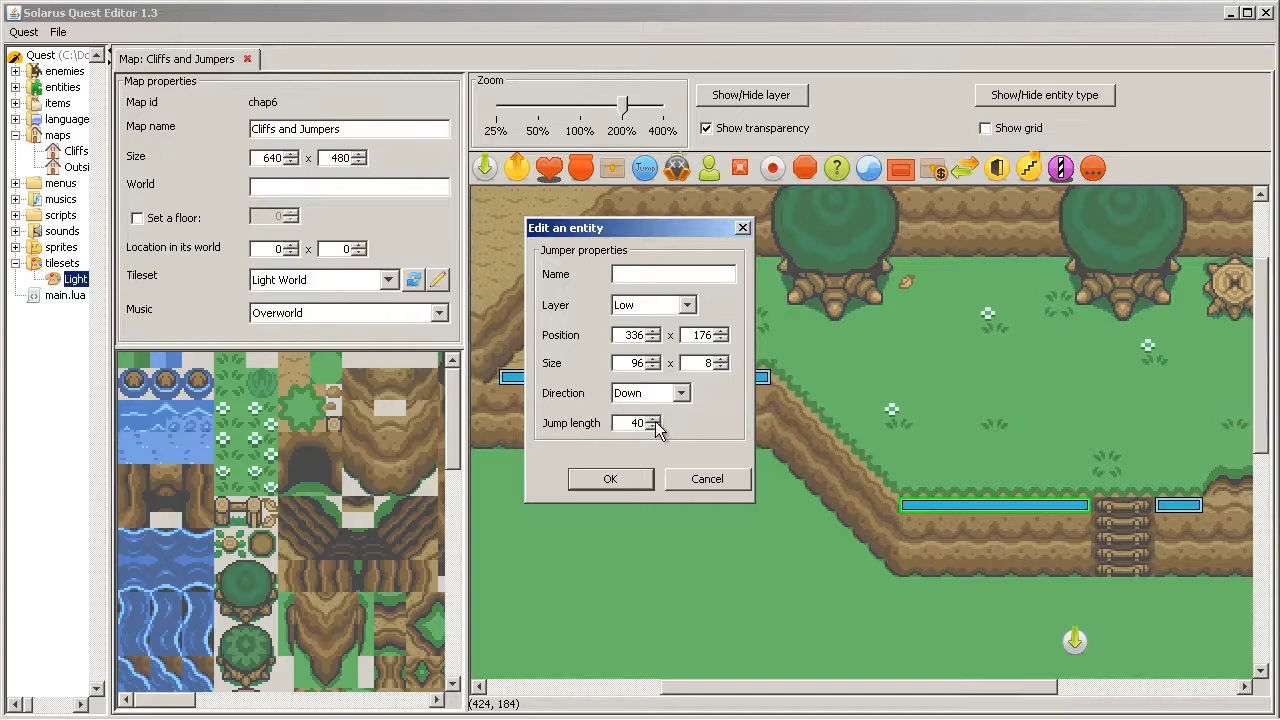 Solarus Quest Editor 1.3
Quest File
Quest (C:\Do
enemies
entities
items
language
maps
Cliffs
Outsi
menus
musics
scripts
sounds
sprites
tilesets
Light
main.lua
Map: Cliffs and Jumpers
Map properties
Map id chap6
Map name Cliffs and Jumpers
Size 640 x 480
World
Set a floor: 0
Location in its world 0 x 0
Tileset Light World
Music Overworld
Zoom
25% 50% 100% 200% 400%
Show/Hide layer
Show transparency
Show/Hide entity type
Show grid
Jump
?
$
Edit an entity
Jumper properties
Name
Layer Low
Position 336 x 176
Size 96 x 8
Direction Down
Jump length 40
OK Cancel
(424, 184)